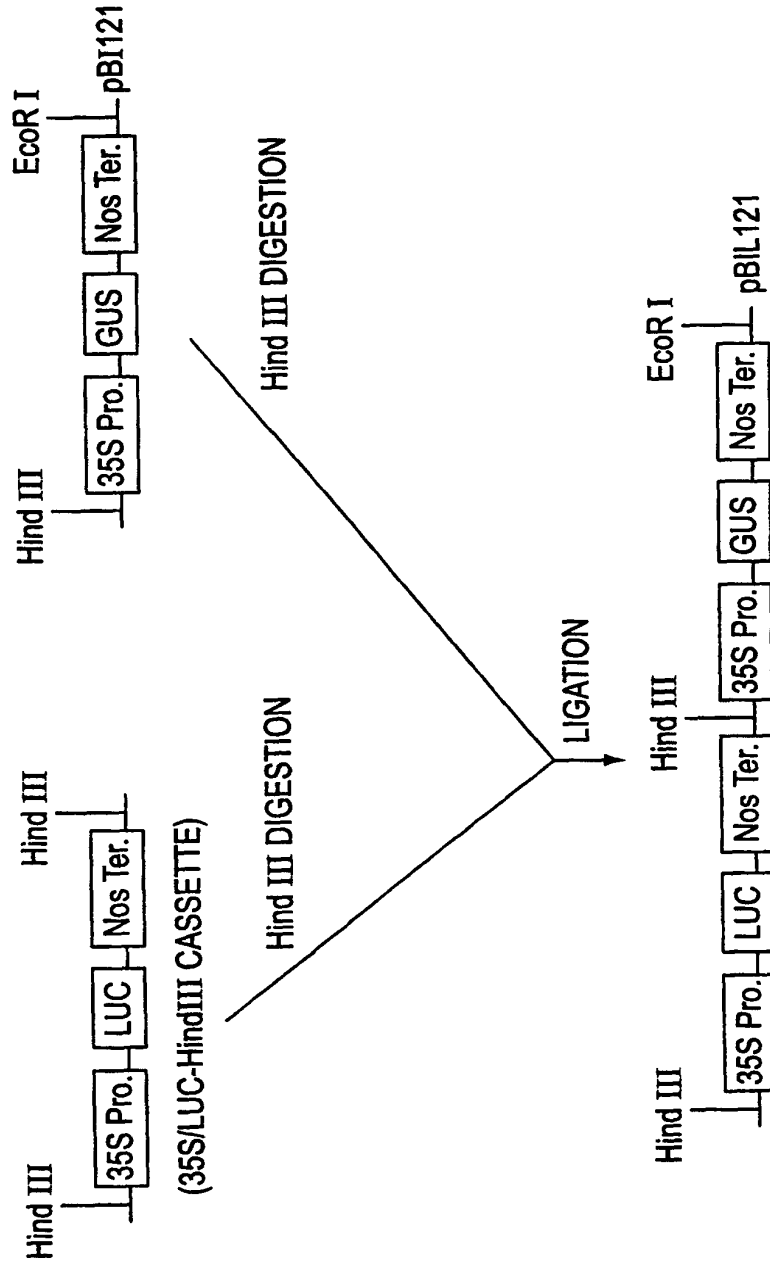 Hind III
Hind III
35S Pro.
LUC
Nos Ter.
(35S/LUC-HindIII CASSETTE)
Hind III
EcoR I
35S Pro.
GUS
Nos Ter.
pBI121
Hind III DIGESTION
Hind III DIGESTION
LIGATION
Hind III
Hind III
EcoR I
35S Pro.
LUC
Nos Ter.
35S Pro.
GUS
Nos Ter.
pBIL121